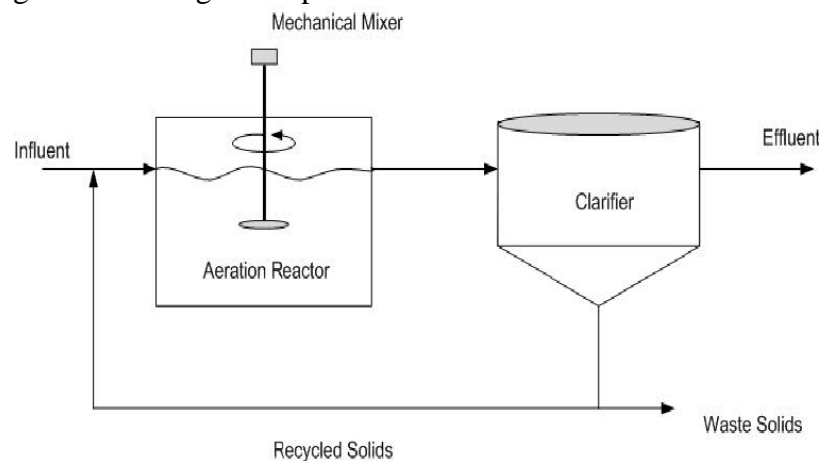 Mechanical Mixer
Influent
Effluent
Clarifier
Aeration Reactor
Waste Solids
Recycled Solids